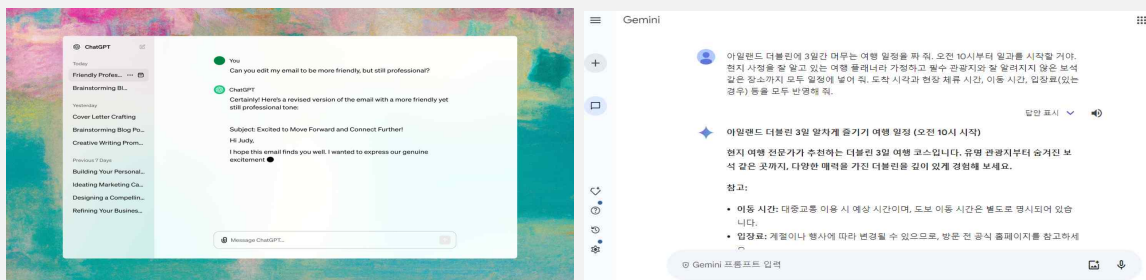 ChatGPT
Today
Friendly Profes...
Brainstorming Bl...
Yesterday
Cover Letter Crafting
Brainstorming Blog Po...
Creative Writing Prom...
Previous 7 Days
Building Your Personal...
Ideating Marketing Ca...
Designing a Compellin...
Refining Your Busines...
You
Can you edit my email to be more friendly, but still professional?
ChatGPT
Certainly! Here's a revised version of the email with a more friendly yet
still professional tone:
Subject: Excited to Move Forward and Connect Further!
Hi Judy,
I hope this email finds you well. I wanted to express our genuine
excitement
Message ChatGPT...
Gemini
아일랜드 더블린에 3일간 머무는 여행 일정을 짜 줘. 오전 10시부터 일과를 시작할 거야.
현지 사정을 잘 알고 있는 여행 플래너라 가정하고 필수 관광지와 잘 알려지지 않은 보석
같은 장소까지 모두 일정에 넣어 줘. 도착 시각과 현장 체류 시간, 이동 시간, 입장료(있는
경우) 등을 모두 반영해 줘.
답안 표시
아일랜드 더블린 3일 알차게 즐기기 여행 일정 (오전 10시 시작)
현지 여행 전문가가 추천하는 더블린 3일 여행 코스입니다. 유명 관광지부터 숨겨진 보
석 같은 곳까지, 다양한 매력을 가진 더블린을 깊이 있게 경험해 보세요.
참고:
• 이동 시간: 대중교통 이용 시 예상 시간이며, 도보 이동 시간은 별도로 명시되어 있습
니다.
• 입장료: 계절이나 행사에 따라 변경될 수 있으므로, 방문 전 공식 홈페이지를 참고하세
Gemini 프롬프트 입력